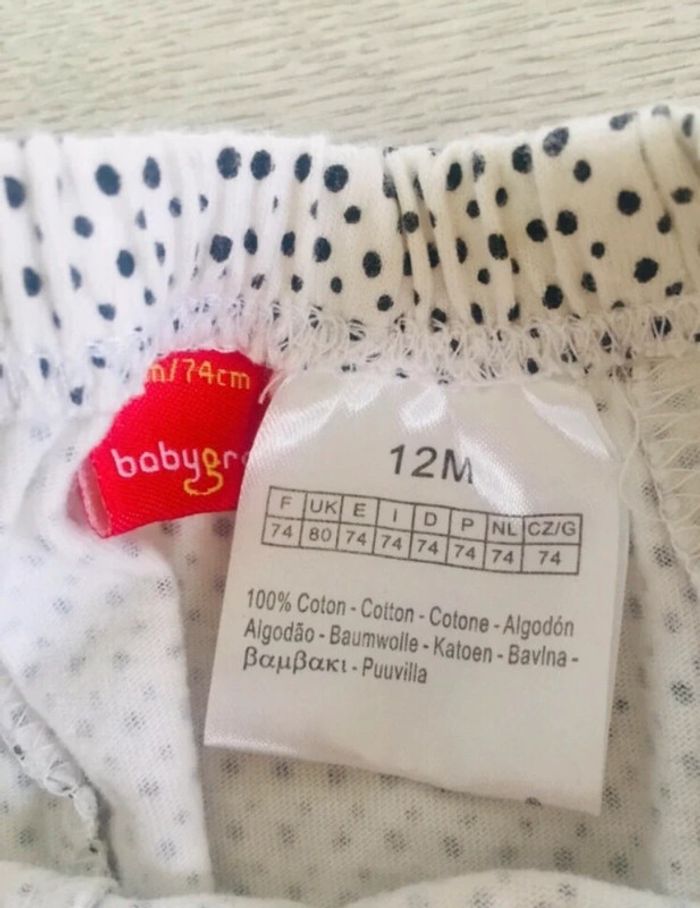 /74cm
babygr
12M
F UK E I D P NL CZ/G
74 80 74 74 74 74 74 74
100% Coton - Cotton - Cotone - Algodón
Algodão - Baumwolle - Katoen - Bavlna -
βαμβακι - Puuvilla